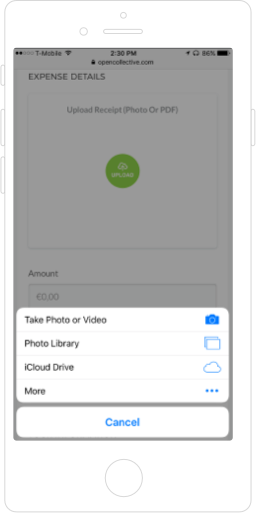 T-Mobile 2:30 PM 86%
opencollective.com
EXPENSE DETAILS
Upload Receipt (Photo Or PDF)
UPLOAD
Amount
€0,00
Take Photo or Video
Photo Library
iCloud Drive
More
Cancel